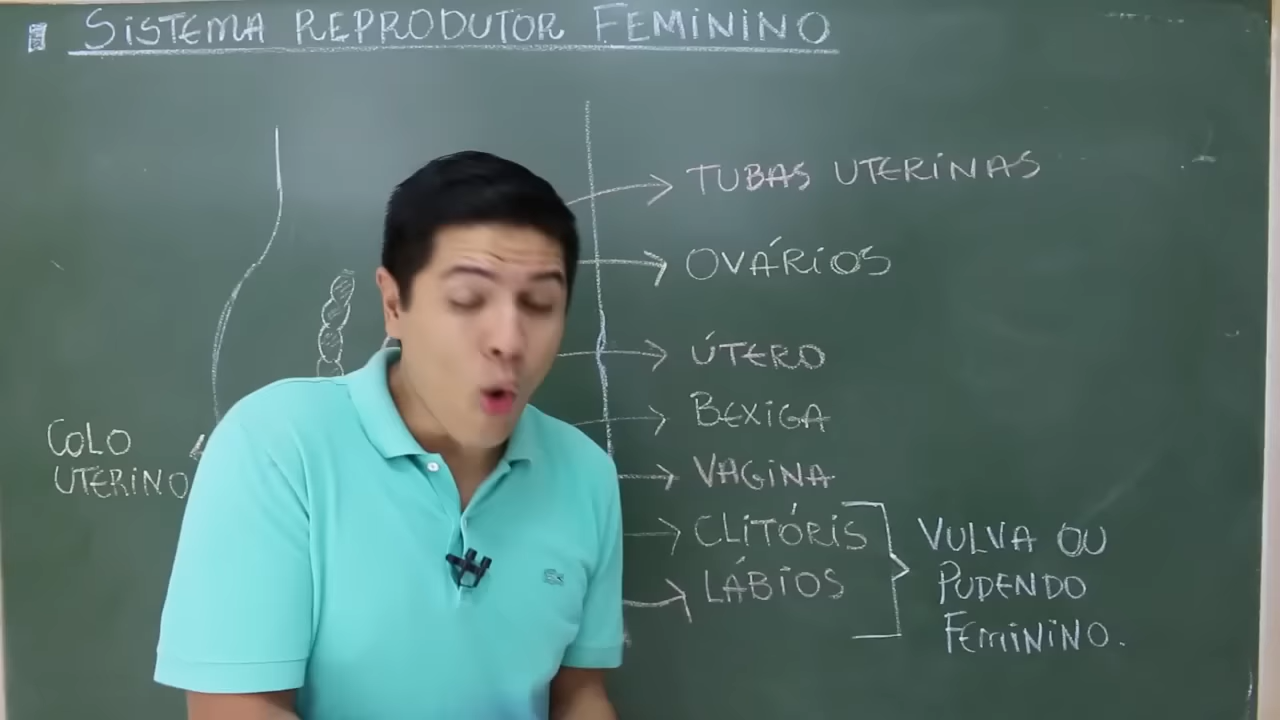 SISTEMA REPRODUTOR FEMININO
TUBAS UTERINAS
OVÁRIOS
ÚTERO
BEXIGA
COLO
UTERINO
VAGINA
CLITÓRIS
LÁBIOS
VULVA OU
PUDENDO
FEMININO.